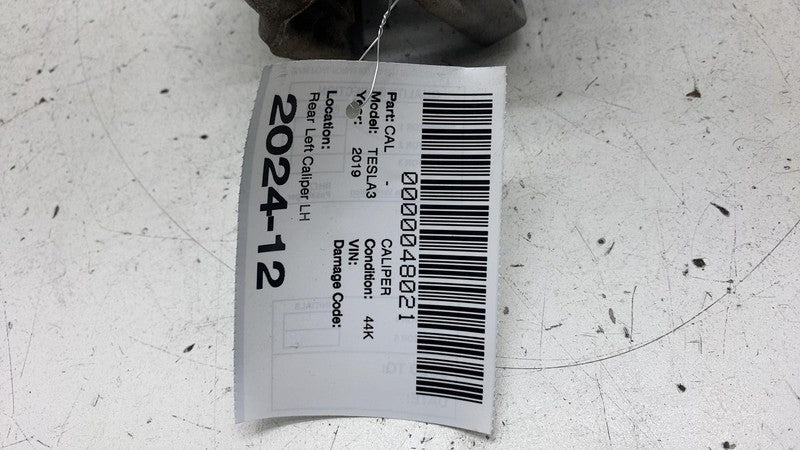 0000048021
Part: CAL - CALIPER
Model: TESLA3 Condition: 44K
Year: 2019 VIN:
Location: Damage Code:
Rear Left Caliper LH
2024-12